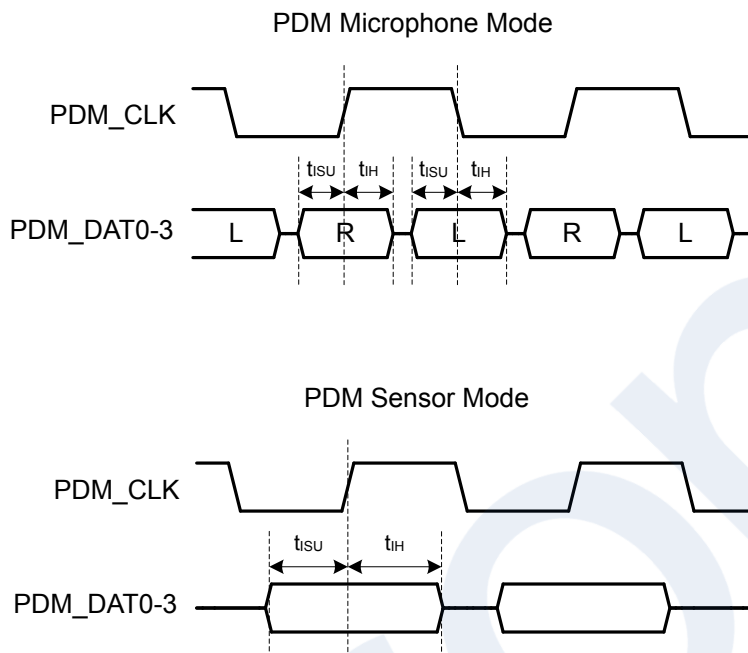 PDM Microphone Mode
PDM_CLK
tISU tIH tISU tIH
PDM_DAT0-3 L R L R L
PDM Sensor Mode
PDM_CLK
tISU tIH
PDM_DAT0-3